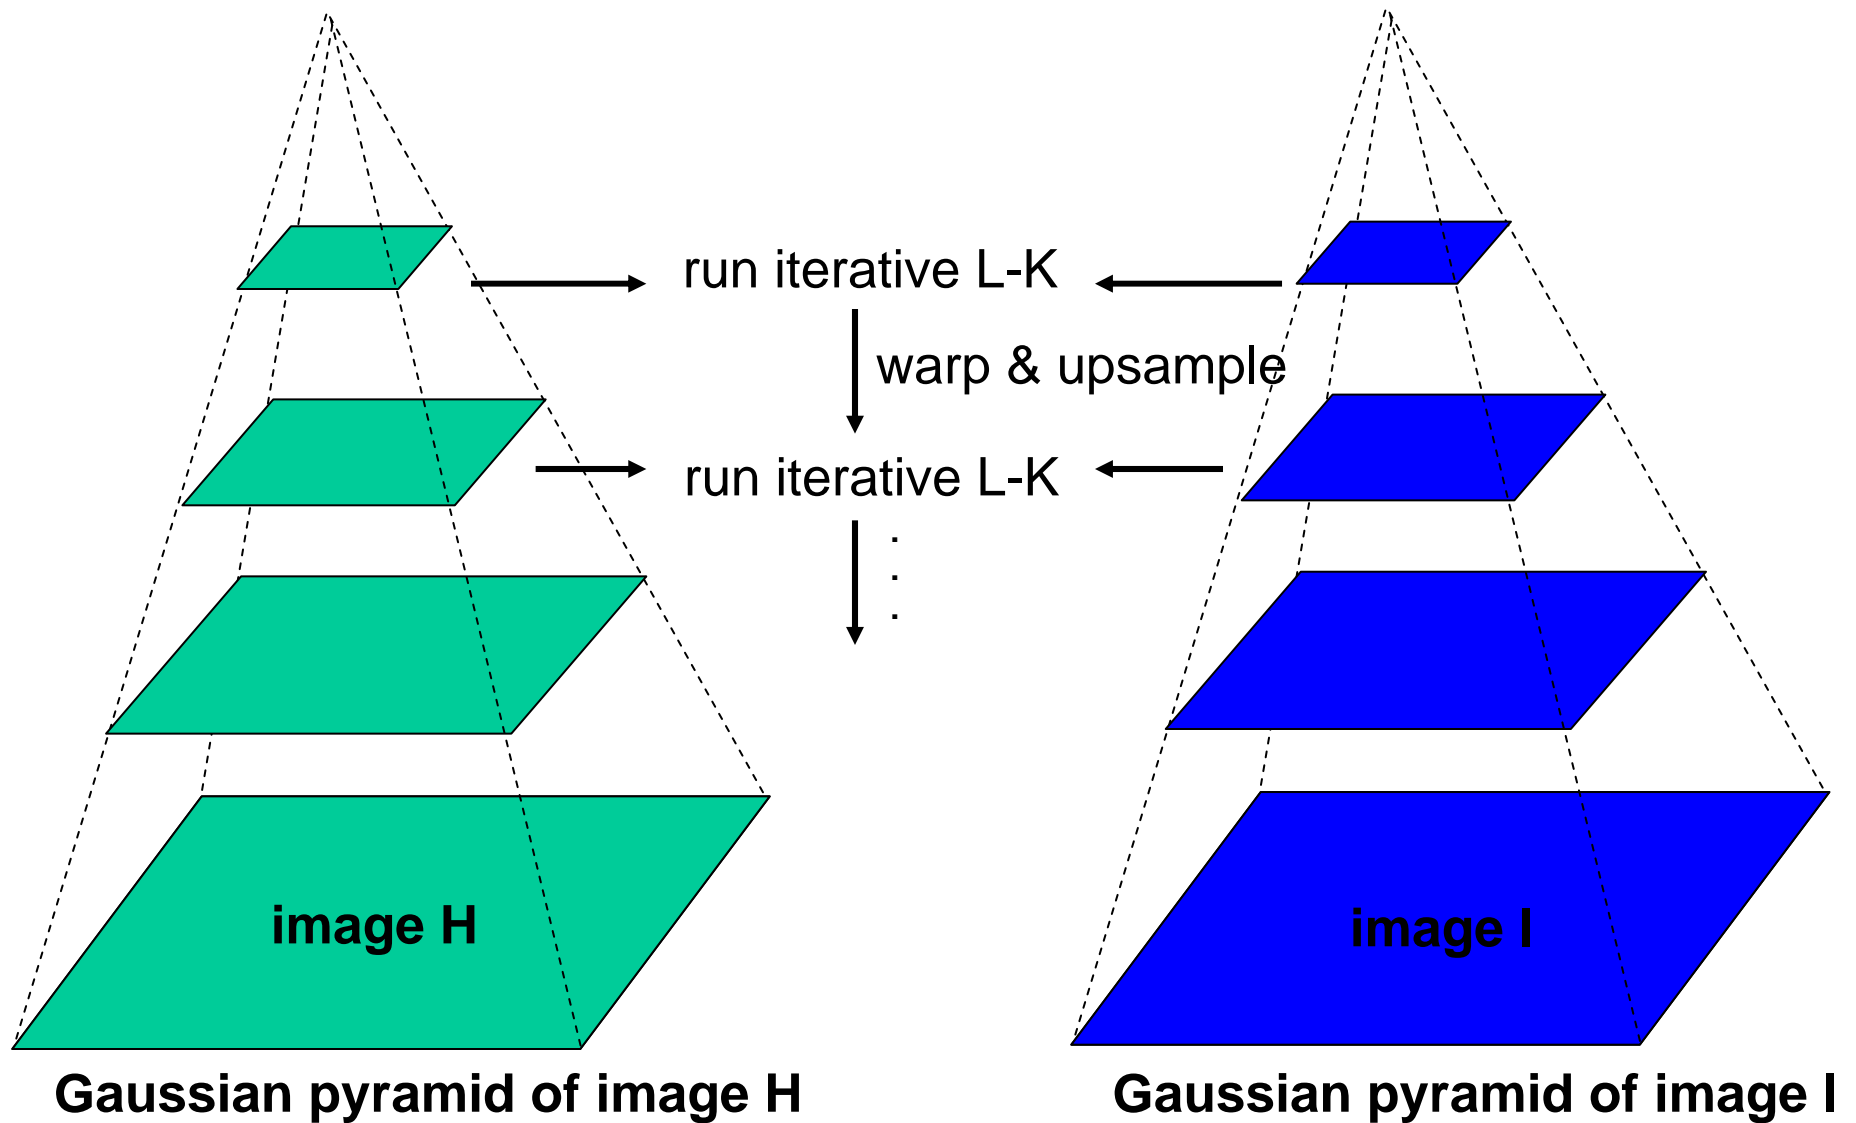 run iterative L-K
warp & upsample
run iterative L-K
.
.
.
image H
image I
Gaussian pyramid of image H
Gaussian pyramid of image I